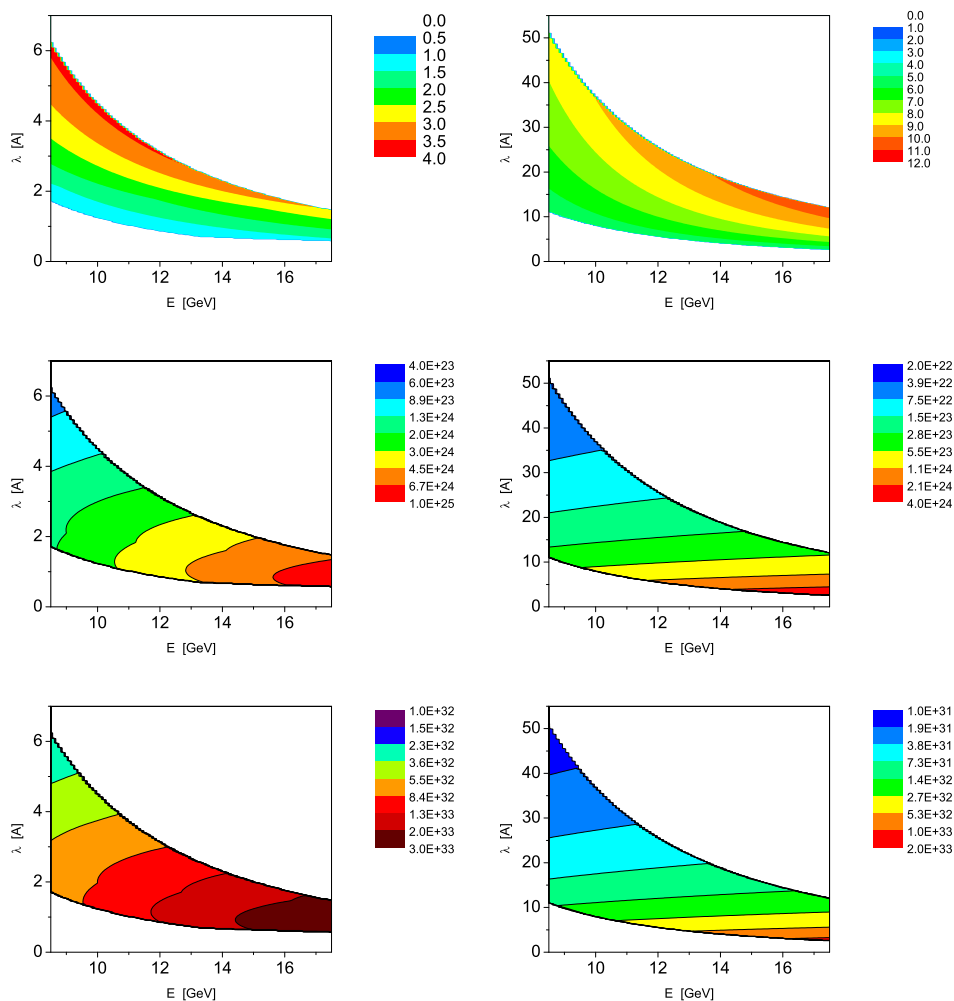 0.0
0.5
1.0
1.5
2.0
2.5
3.0
3.5
4.0
6
4
2
0
λ [A]
10 12 14 16
E [GeV]
0.0
1.0
2.0
3.0
4.0
5.0
6.0
7.0
8.0
9.0
10.0
11.0
12.0
50
40
30
20
10
0
λ [A]
10 12 14 16
E [GeV]
4.0E+23
6.0E+23
8.9E+23
1.3E+24
2.0E+24
3.0E+24
4.5E+24
6.7E+24
1.0E+25
6
4
2
0
λ [A]
10 12 14 16
E [GeV]
2.0E+22
3.9E+22
7.5E+22
1.5E+23
2.8E+23
5.5E+23
1.1E+24
2.1E+24
4.0E+24
50
40
30
20
10
0
λ [A]
10 12 14 16
E [GeV]
1.0E+32
1.5E+32
2.3E+32
3.6E+32
5.5E+32
8.4E+32
1.3E+33
2.0E+33
3.0E+33
6
4
2
0
λ [A]
10 12 14 16
E [GeV]
1.0E+31
1.9E+31
3.8E+31
7.3E+31
1.4E+32
2.7E+32
5.3E+32
1.0E+33
2.0E+33
50
40
30
20
10
0
λ [A]
10 12 14 16
E [GeV]